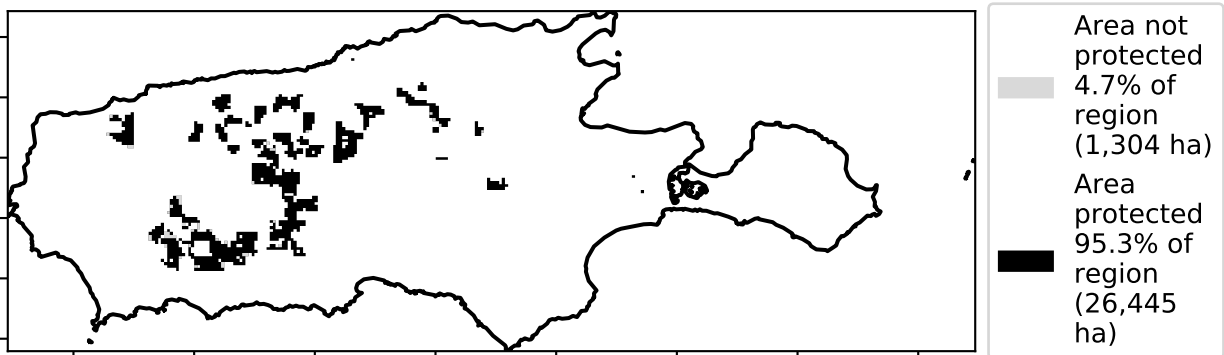 Area not
protected
4.7% of
region
(1,304 ha)
Area
protected
95.3% of
region
(26,445
ha)